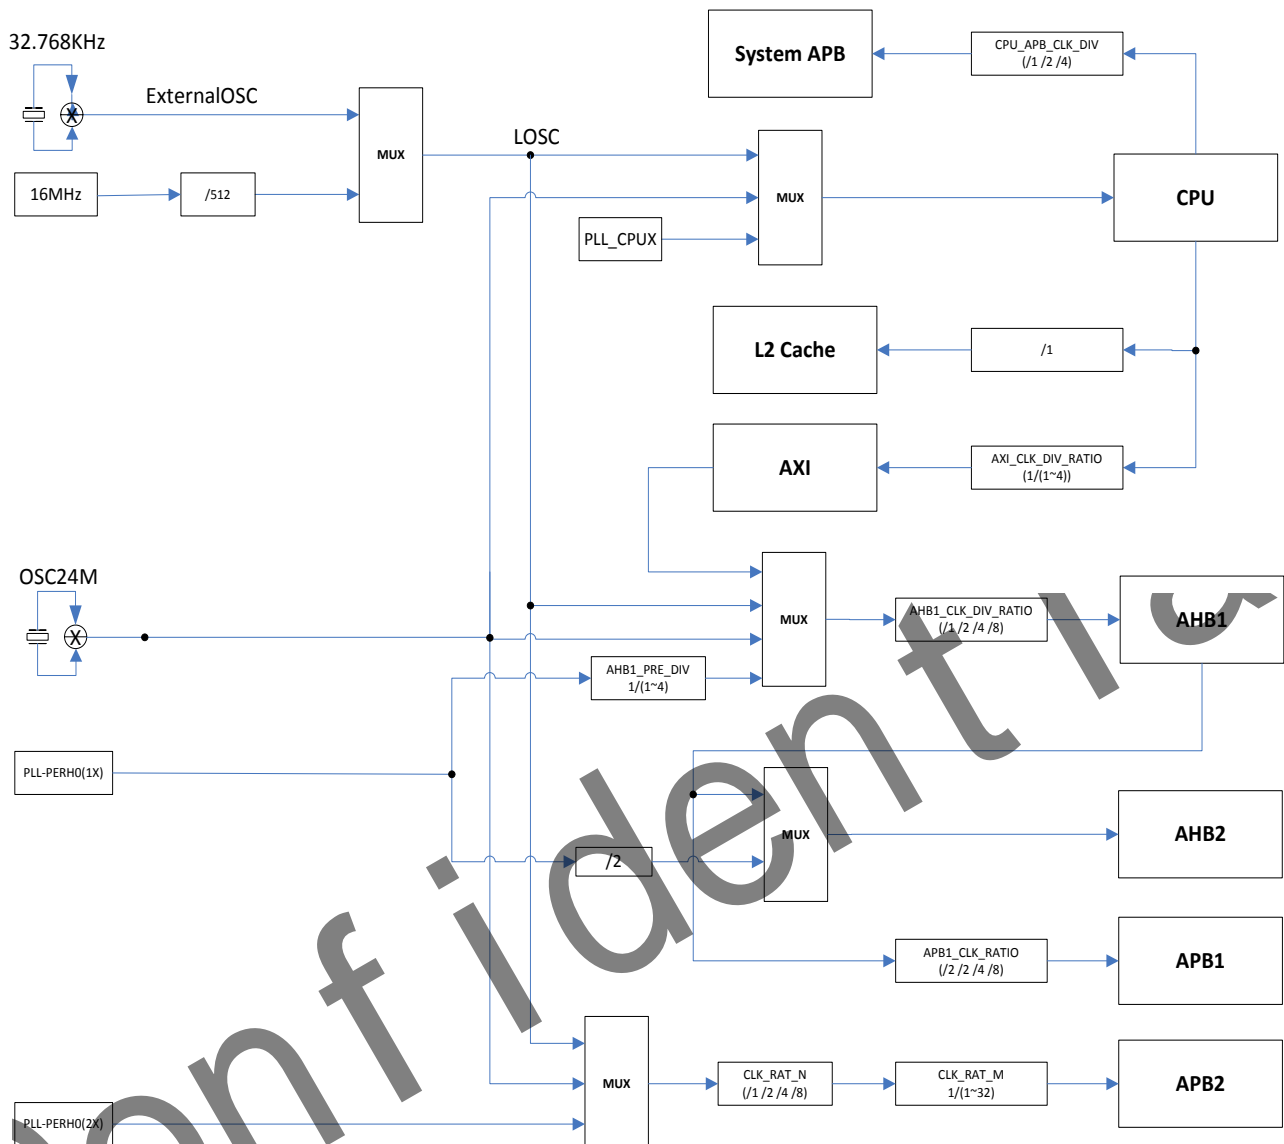 32.768KHz
ExternalOSC
MUX
16MHz
/512
LOSC
MUX
PLL_CPUX
System APB
CPU_APB_CLK_DIV
(/1 /2 /4)
CPU
L2 Cache
/1
AXI
AXI_CLK_DIV_RATIO
(1/(1~4))
OSC24M
MUX
AHB1_CLK_DIV_RATIO
(/1 /2 /4 /8)
AHB1
AHB1_PRE_DIV
1/(1~4)
PLL-PERH0(1X)
MUX
/2
AHB2
APB1_CLK_RATIO
(/2 /2 /4 /8)
APB1
MUX
CLK_RAT_N
(/1 /2 /4 /8)
CLK_RAT_M
1/(1~32)
APB2
PLL-PERH0(2X)
onfidentic